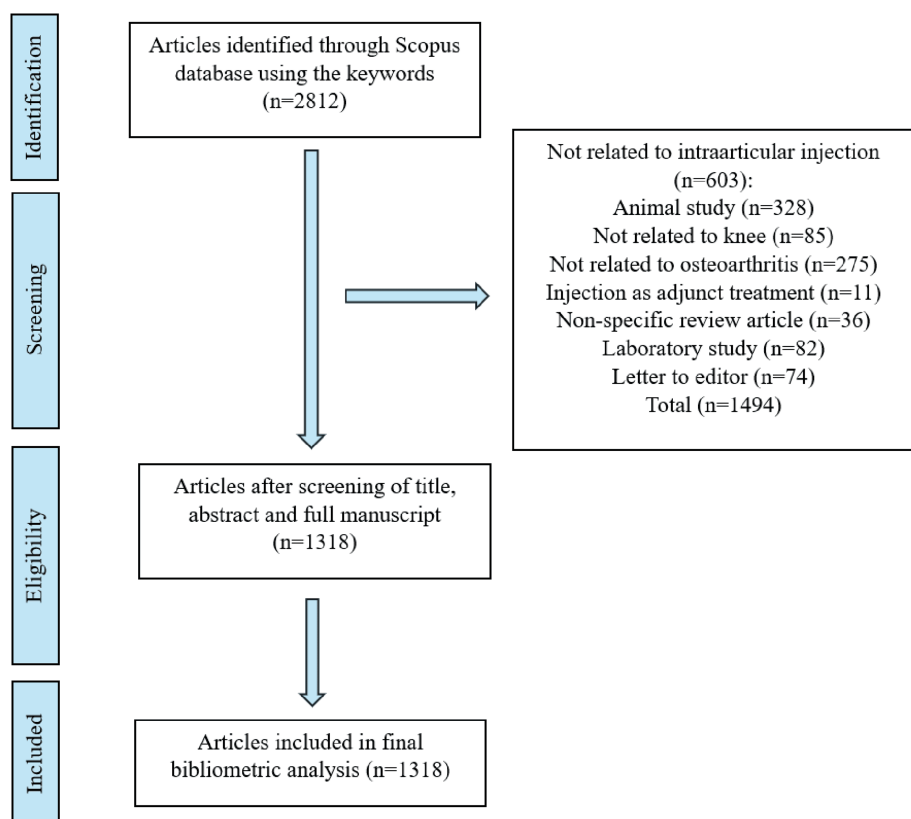 Identification
Articles identified through Scopus
database using the keywords
(n=2812)
Screening
Not related to intraarticular injection
(n=603):
Animal study (n=328)
Not related to knee (n=85)
Not related to osteoarthritis (n=275)
Injection as adjunct treatment (n=11)
Non-specific review article (n=36)
Laboratory study (n=82)
Letter to editor (n=74)
Total (n=1494)
Eligibility
Articles after screening of title,
abstract and full manuscript
(n=1318)
Included
Articles included in final
bibliometric analysis (n=1318)